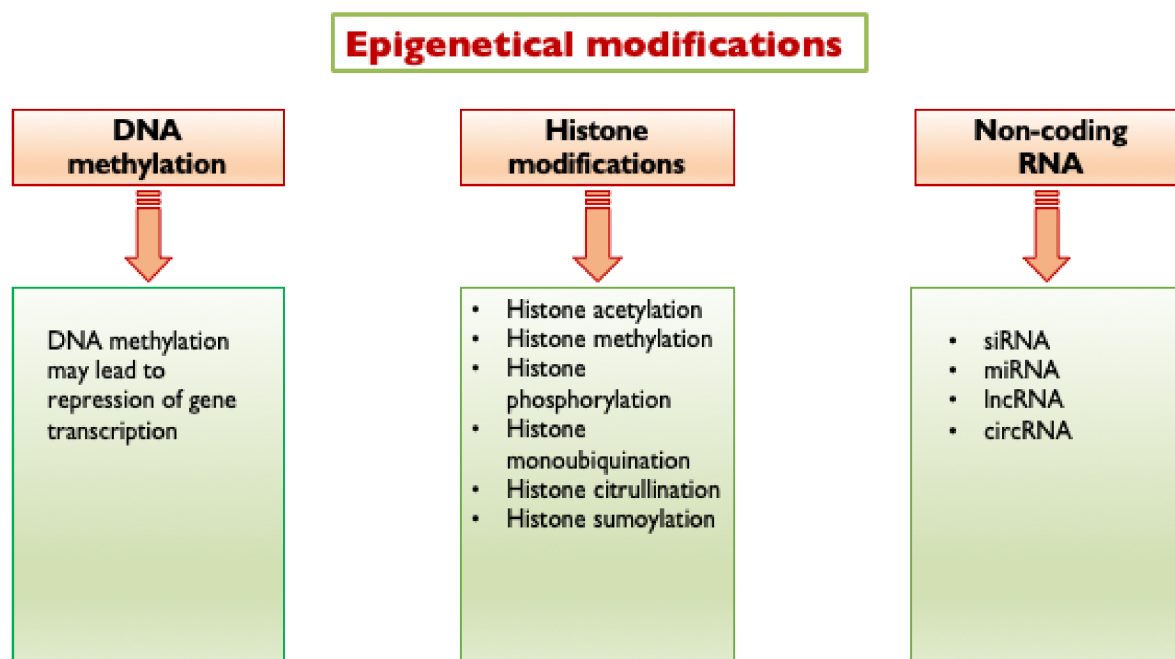 Epigenetical modifications
DNA
methylation
Histone
modifications
Non-coding
RNA
DNA methylation
may lead to
repression of gene
transcription
• Histone acetylation
• Histone methylation
• Histone
phosphorylation
• Histone
monoubiquination
• Histone citrullination
• Histone sumoylation
• siRNA
• miRNA
• lncRNA
• circRNA